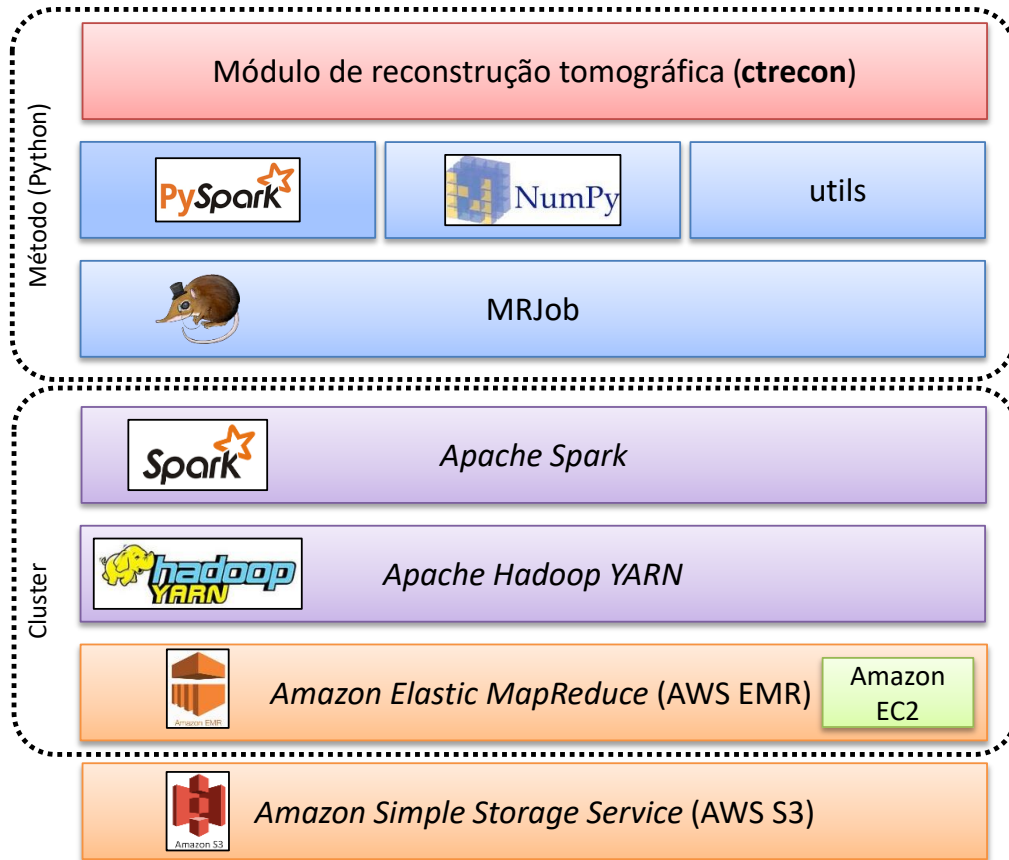 Método (Python)
Módulo de reconstrução tomográfica (ctrecon)
PySpark
NumPy
utils
MRJob
Cluster
Spark
Apache Spark
hadoop
YARN
Apache Hadoop YARN
Amazon EMR
Amazon Elastic MapReduce (AWS EMR)
Amazon
EC2
Amazon S3
Amazon Simple Storage Service (AWS S3)